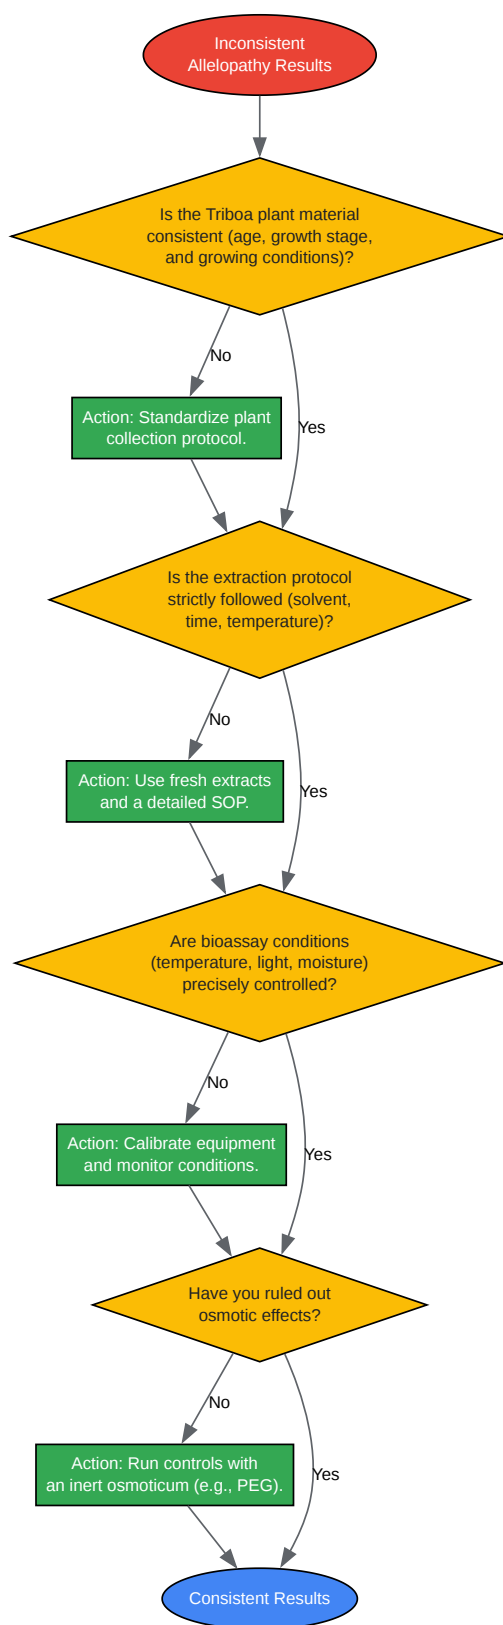 Inconsistent
Allelopathy Results
Is the Triboa plant material
consistent (age, growth stage,
and growing conditions)?
No
Action: Standardize plant
collection protocol.
Yes
Is the extraction protocol
strictly followed (solvent,
time, temperature)?
No
Action: Use fresh extracts
and a detailed SOP.
Yes
Are bioassay conditions
(temperature, light, moisture)
precisely controlled?
No
Action: Calibrate equipment
and monitor conditions.
Yes
Have you ruled out
osmotic effects?
No
Action: Run controls with
an inert osmoticum (e.g., PEG).
Yes
Consistent Results